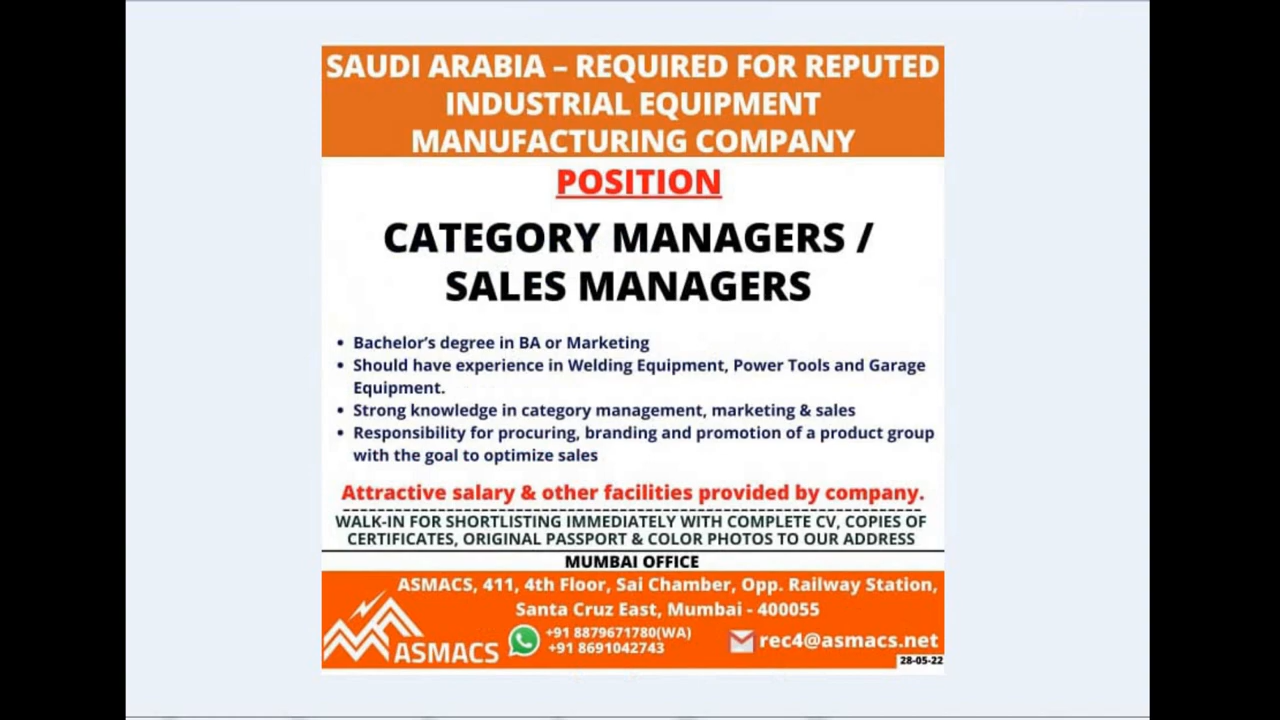 SAUDI ARABIA – REQUIRED FOR REPUTED
INDUSTRIAL EQUIPMENT
MANUFACTURING COMPANY
POSITION
CATEGORY MANAGERS /
SALES MANAGERS
• Bachelor's degree in BA or Marketing
• Should have experience in Welding Equipment, Power Tools and Garage
Equipment.
• Strong knowledge in category management, marketing & sales
• Responsibility for procuring, branding and promotion of a product group
with the goal to optimize sales
Attractive salary & other facilities provided by company.
WALK-IN FOR SHORTLISTING IMMEDIATELY WITH COMPLETE CV, COPIES OF
CERTIFICATES, ORIGINAL PASSPORT & COLOR PHOTOS TO OUR ADDRESS
MUMBAI OFFICE
ASMACS, 411, 4th Floor, Sai Chamber, Opp. Railway Station,
Santa Cruz East, Mumbai - 400055
ASMACS
+91 8879671780(WA)
+91 8691042743
rec4@asmacs.net
28-05-22